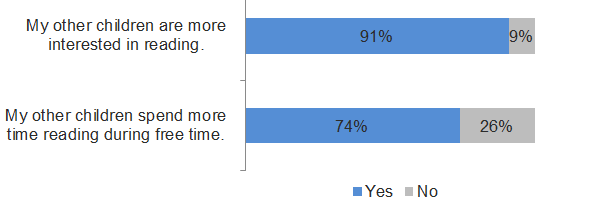 My other children are more
interested in reading.
91%
9%
My other children spend more
time reading during free time.
74%
26%
Yes
No